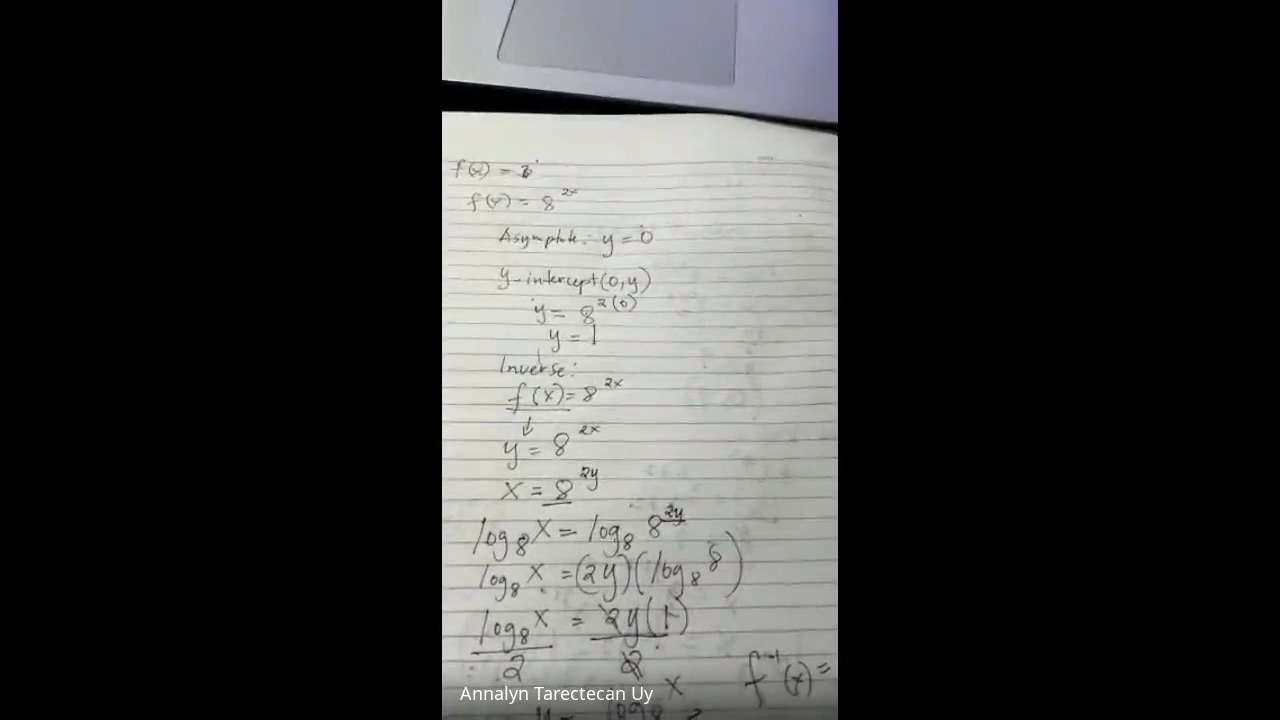 f(x) =
f(x) = 8^2x
Asymptote: y = 0
y-intercept (0,y)
y = 8^2(0)
y = 1
Inverse:
f(x) = 8^2x
↓
y = 8^2x
x = 8^2y
log₈ x = log₈ 8^2y
log₈ x = (2y)(log₈ 8)
log₈ x = 2y(1)
2 2
f⁻¹(x) =
y = log₈ x
Annalyn Tarectecan Uy